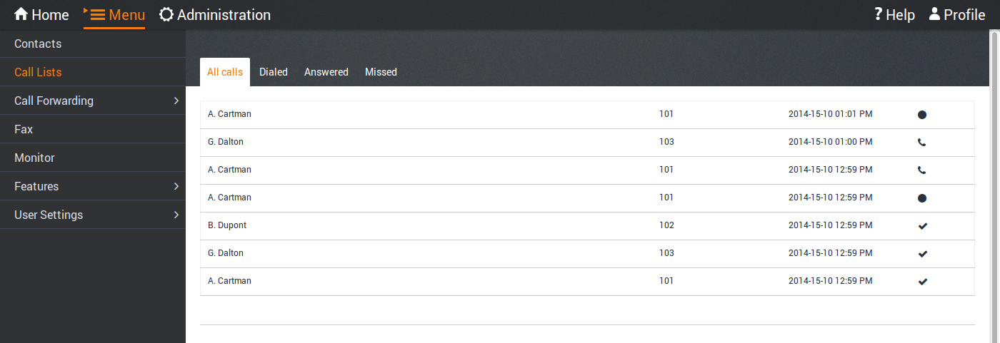 Home Menu Administration Help Profile
Contacts
Call Lists
Call Forwarding
Fax
Monitor
Features
User Settings
All calls Dialed Answered Missed
A. Cartman 101 2014-15-10 01:01 PM
G. Dalton 103 2014-15-10 01:00 PM
A. Cartman 101 2014-15-10 12:59 PM
A. Cartman 101 2014-15-10 12:59 PM
B. Dupont 102 2014-15-10 12:59 PM
G. Dalton 103 2014-15-10 12:59 PM
A. Cartman 101 2014-15-10 12:59 PM